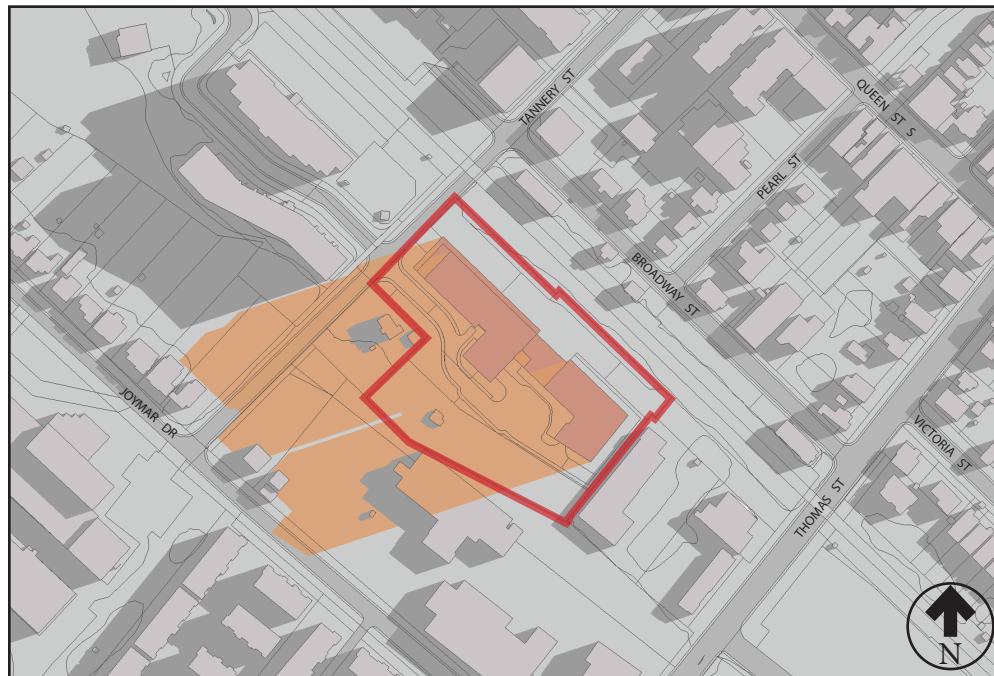 TANNERY ST
QUEEN ST S
PEARL ST
BROADWAY ST
JOYMAR DR
VICTORIA ST
THOMAS ST
N